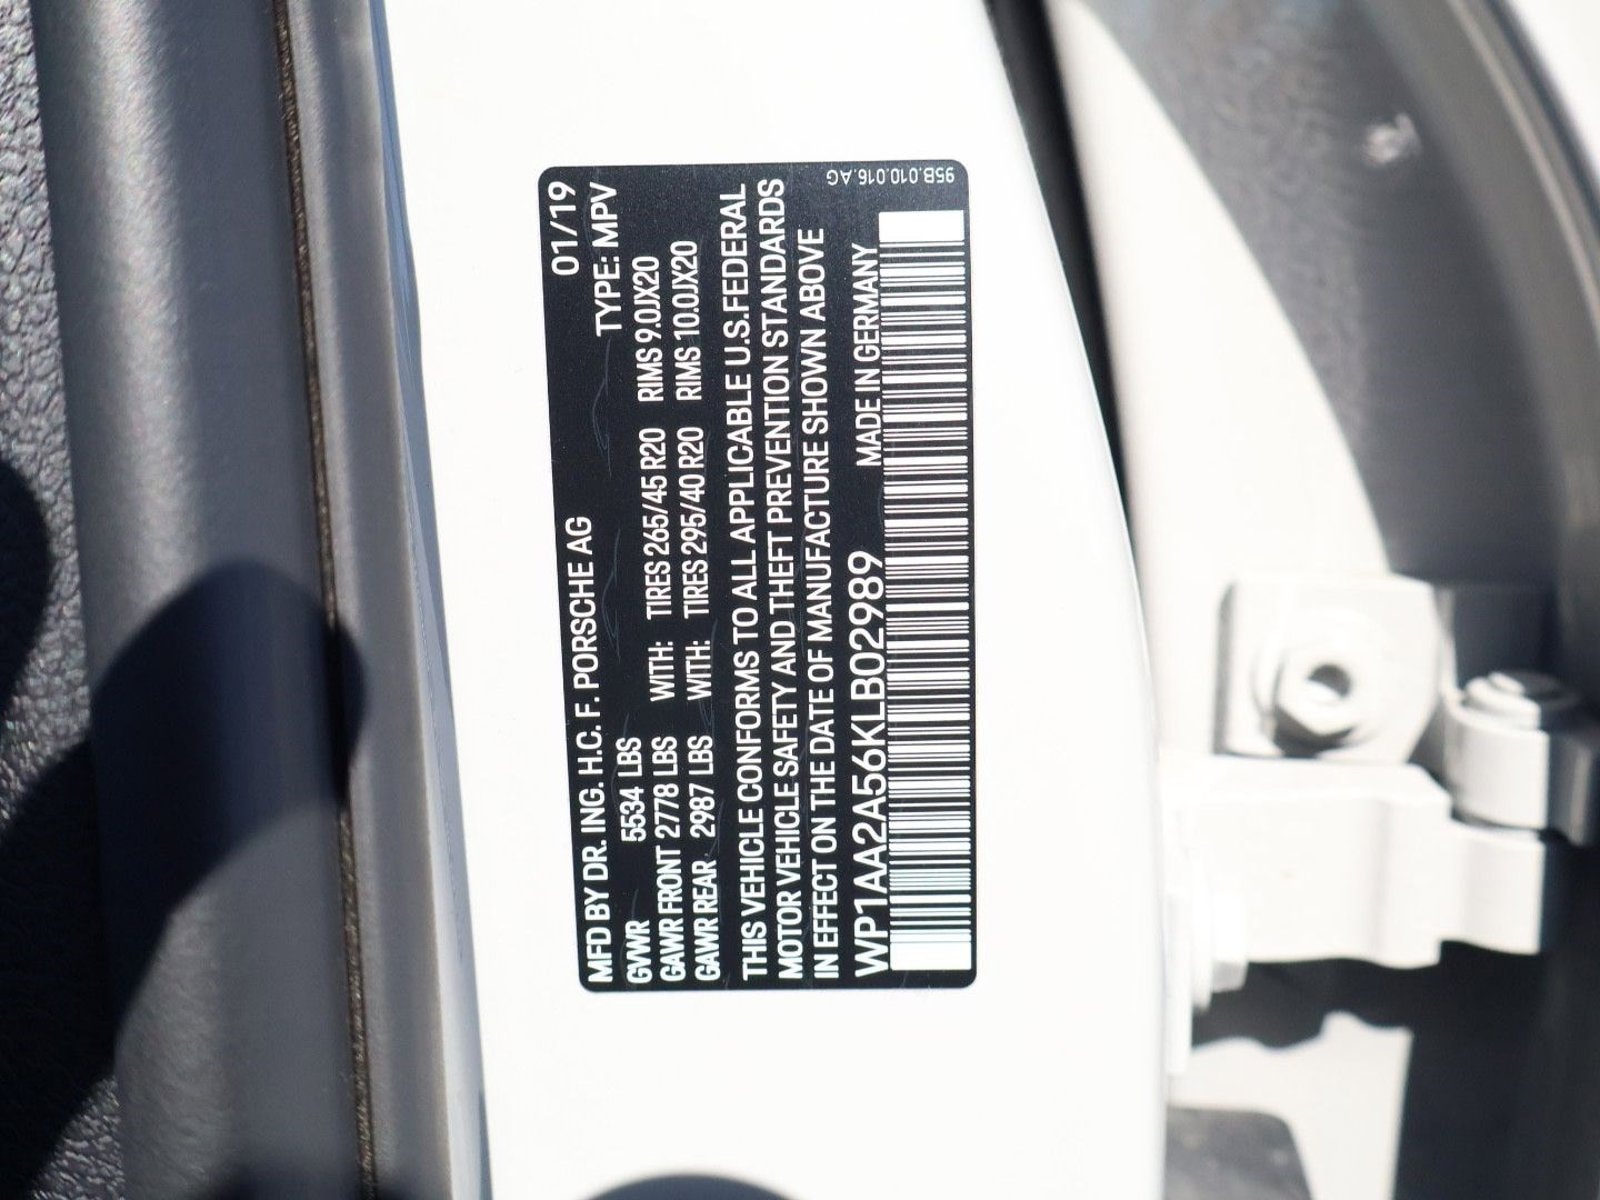 MFD BY DR. ING. H.C. F. PORSCHE AG 01/19
GVWR 5534 LBS TYPE: MPV
GAWR FRONT 2778 LBS WITH: TIRES 265/45 R20 RIMS 9.0JX20
GAWR REAR 2987 LBS WITH: TIRES 295/40 R20 RIMS 10.0JX20
THIS VEHICLE CONFORMS TO ALL APPLICABLE U.S.FEDERAL
MOTOR VEHICLE SAFETY AND THEFT PREVENTION STANDARDS
IN EFFECT ON THE DATE OF MANUFACTURE SHOWN ABOVE
WP1AA2A56KLB02989 MADE IN GERMANY
95B.010.016.AG